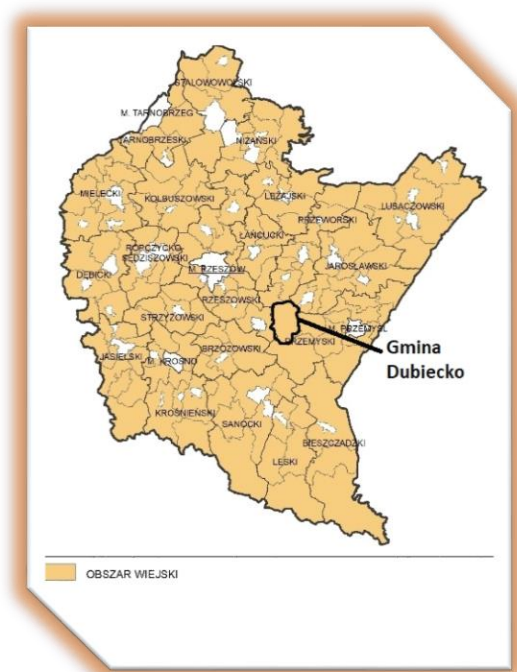 STALOWOWOLSKI
M. TARNOBRZEG
TARNOBRZESKI
NIŻAŃSKI
MIELECKI
KOLBUSZOWSKI
LEŻAJSKI
LUBACZOWSKI
PRZEWORSKI
ŁAŃCUCKI
ROPCZYCKO-
SĘDZISZOWSKI
JAROSŁAWSKI
DĘBICKI
M. RZESZÓW
RZESZOWSKI
STRZYŻOWSKI
M. PRZEMYŚL
PRZEMYSKI
Gmina
Dubiecko
JASIELSKI
M. KROSNO
BRZOZOWSKI
KROŚNIEŃSKI
SANOCKI
BIESZCZADZKI
LESKI
OBSZAR WIEJSKI